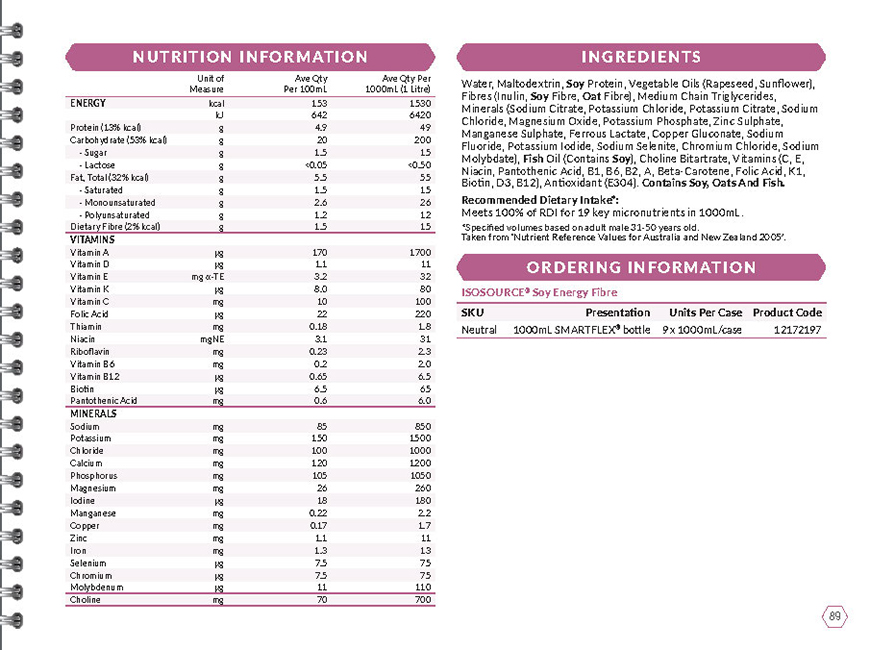 NUTRITION INFORMATION
Unit of Measure Ave Qty Per 100mL Ave Qty Per 1000mL (1 Litre)
ENERGY kcal 153 1530
kJ 642 6420
Protein (13% kcal) g 4.9 49
Carbohydrate (53% kcal) g 20 200
- Sugar g 1.5 15
- Lactose g <0.05 <0.50
Fat, Total (32% kcal) g 5.5 55
- Saturated g 1.5 15
- Monounsaturated g 2.6 26
- Polyunsaturated g 1.2 12
Dietary Fibre (2% kcal) g 1.5 15
VITAMINS
Vitamin A µg 170 1700
Vitamin D µg 1.1 11
Vitamin E mg α-TE 3.2 32
Vitamin K µg 8.0 80
Vitamin C mg 10 100
Folic Acid µg 22 220
Thiamin mg 0.18 1.8
Niacin mgNE 3.1 31
Riboflavin mg 0.23 2.3
Vitamin B6 mg 0.2 2.0
Vitamin B12 µg 0.65 6.5
Biotin µg 6.5 65
Pantothenic Acid mg 0.6 6.0
MINERALS
Sodium mg 85 850
Potassium mg 150 1500
Chloride mg 100 1000
Calcium mg 120 1200
Phosphorus mg 105 1050
Magnesium mg 26 260
Iodine µg 18 180
Manganese mg 0.22 2.2
Copper mg 0.17 1.7
Zinc mg 1.1 11
Iron mg 1.3 13
Selenium µg 7.5 75
Chromium µg 7.5 75
Molybdenum µg 11 110
Choline mg 70 700
INGREDIENTS
Water, Maltodextrin, Soy Protein, Vegetable Oils (Rapeseed, Sunflower),
Fibres (Inulin, Soy Fibre, Oat Fibre), Medium Chain Triglycerides,
Minerals (Sodium Citrate, Potassium Chloride, Potassium Citrate, Sodium
Chloride, Magnesium Oxide, Potassium Phosphate, Zinc Sulphate,
Manganese Sulphate, Ferrous Lactate, Copper Gluconate, Sodium
Fluoride, Potassium Iodide, Sodium Selenite, Chromium Chloride, Sodium
Molybdate), Fish Oil (Contains Soy), Choline Bitartrate, Vitamins (C, E,
Niacin, Pantothenic Acid, B1, B6, B2, A, Beta-Carotene, Folic Acid, K1,
Biotin, D3, B12), Antioxidant (E304). Contains Soy, Oats And Fish.
Recommended Dietary Intake*:
Meets 100% of RDI for 19 key micronutrients in 1000mL.
*Specified volumes based on adult male 31-50 years old.
Taken from 'Nutrient Reference Values for Australia and New Zealand 2005'.
ORDERING INFORMATION
ISOSOURCE® Soy Energy Fibre
SKU Presentation Units Per Case Product Code
Neutral 1000mL SMARTFLEX® bottle 9 x 1000mL/case 12172197
89